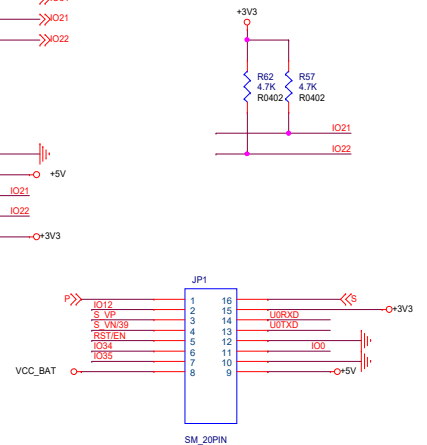 IO21
IO22
+3V3
R62
4.7K
R0402
R57
4.7K
R0402
IO21
IO22
+5V
IO21
IO22
+3V3
JP1
P
1
16
S
IO12
2
15
+3V3
S_VP
3
14
U0RXD
S_VN/39
4
13
U0TXD
RST/EN
5
12
IO34
6
11
IO0
IO35
7
10
VCC_BAT
8
9
+5V
SM_20PIN